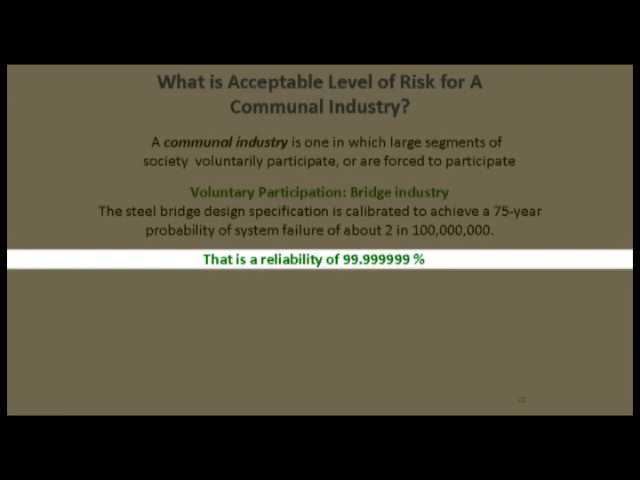 What is Acceptable Level of Risk for A
Communal Industry?
A communal industry is one in which large segments of
society voluntarily participate, or are forced to participate
Voluntary Participation: Bridge industry
The steel bridge design specification is calibrated to achieve a 75-year
probability of system failure of about 2 in 100,000,000.
That is a reliability of 99.999999 %